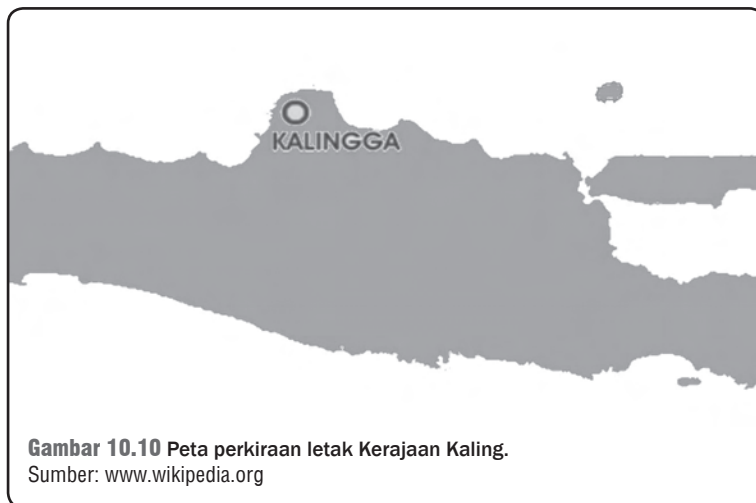 KALINGGA
Gambar 10.10 Peta perkiraan letak Kerajaan Kaling.
Sumber: www.wikipedia.org